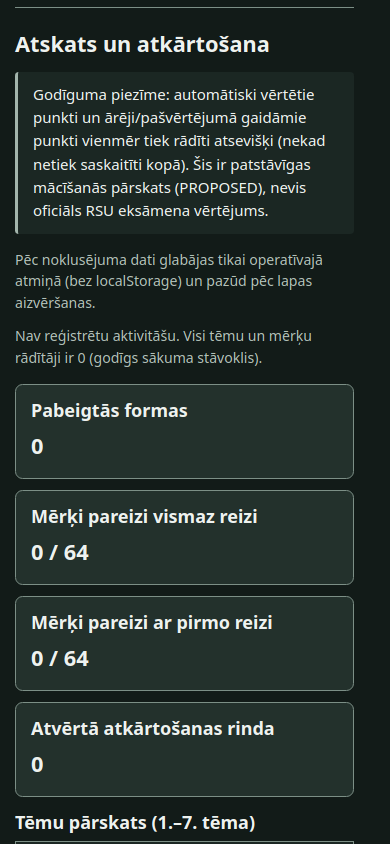 Atskats un atkārtošana
Godīguma piezīme: automātiski vērtētie
punkti un ārēji/pašvērtējumā gaidāmie
punkti vienmēr tiek rādīti atsevišķi (nekad
netiek saskaitīti kopā). Šis ir patstāvīgas
mācīšanās pārskats (PROPOSED), nevis
oficiāls RSU eksāmena vērtējums.
Pēc noklusējuma dati glabājas tikai operatīvajā
atmiņā (bez localStorage) un pazūd pēc lapas
aizvēršanas.
Nav reģistrētu aktivitāšu. Visi tēmu un mērķu
rādītāji ir 0 (godīgs sākuma stāvoklis).
Pabeigtās formas
0
Mērķi pareizi vismaz reizi
0 / 64
Mērķi pareizi ar pirmo reizi
0 / 64
Atvērtā atkārtošanas rinda
0
Tēmu pārskats (1.–7. tēma)